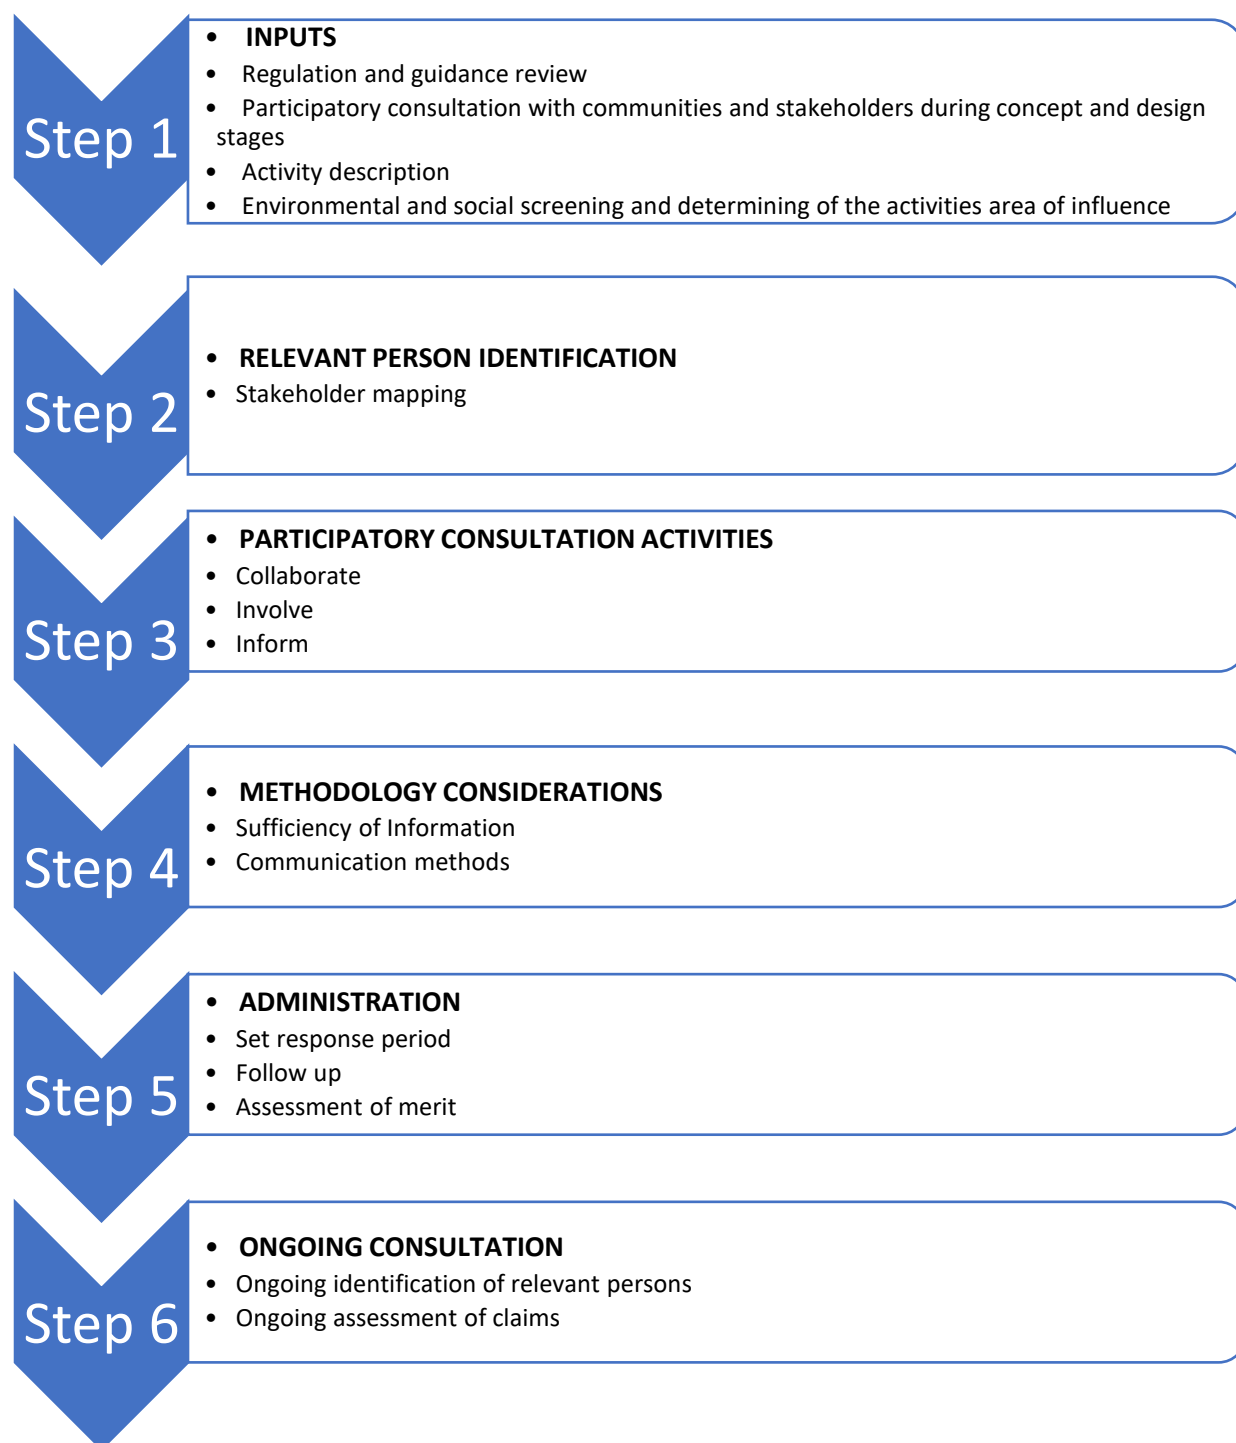 Step 1
• INPUTS
• Regulation and guidance review
• Participatory consultation with communities and stakeholders during concept and design
stages
• Activity description
• Environmental and social screening and determining of the activities area of influence
Step 2
• RELEVANT PERSON IDENTIFICATION
• Stakeholder mapping
Step 3
• PARTICIPATORY CONSULTATION ACTIVITIES
• Collaborate
• Involve
• Inform
Step 4
• METHODOLOGY CONSIDERATIONS
• Sufficiency of Information
• Communication methods
Step 5
• ADMINISTRATION
• Set response period
• Follow up
• Assessment of merit
Step 6
• ONGOING CONSULTATION
• Ongoing identification of relevant persons
• Ongoing assessment of claims